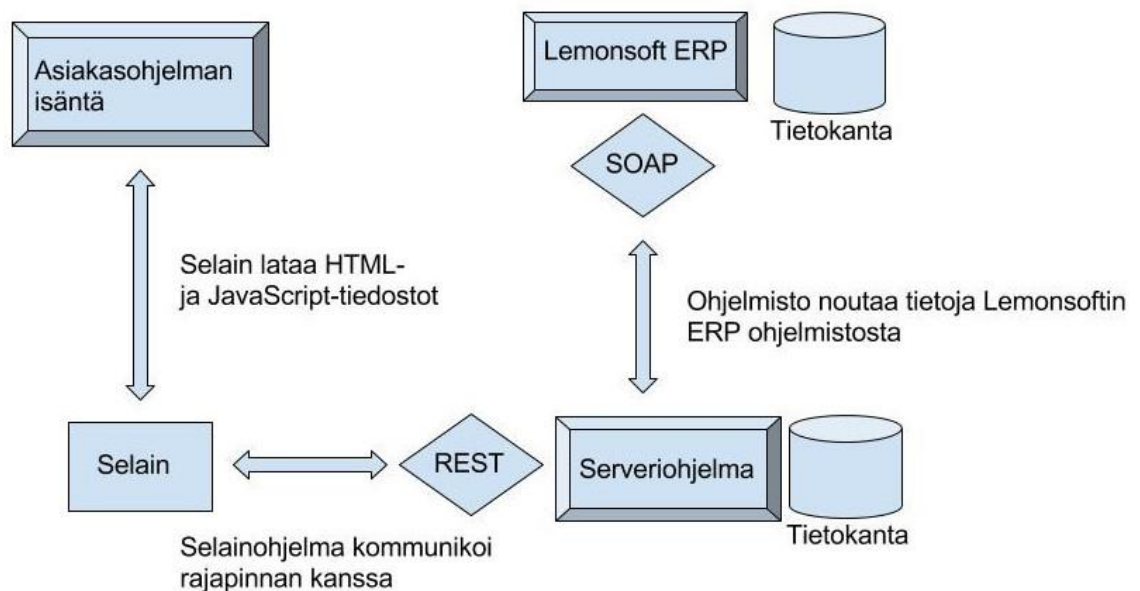 Asiakasohjelman
isäntä
Lemonsoft ERP
Tietokanta
SOAP
Selain lataa HTML-
ja JavaScript-tiedostot
Ohjelmisto noutaa tietoja Lemonsoftin
ERP ohjelmistosta
Selain
REST
Serveriohjelma
Tietokanta
Selainohjelma kommunikoi
rajapinnan kanssa